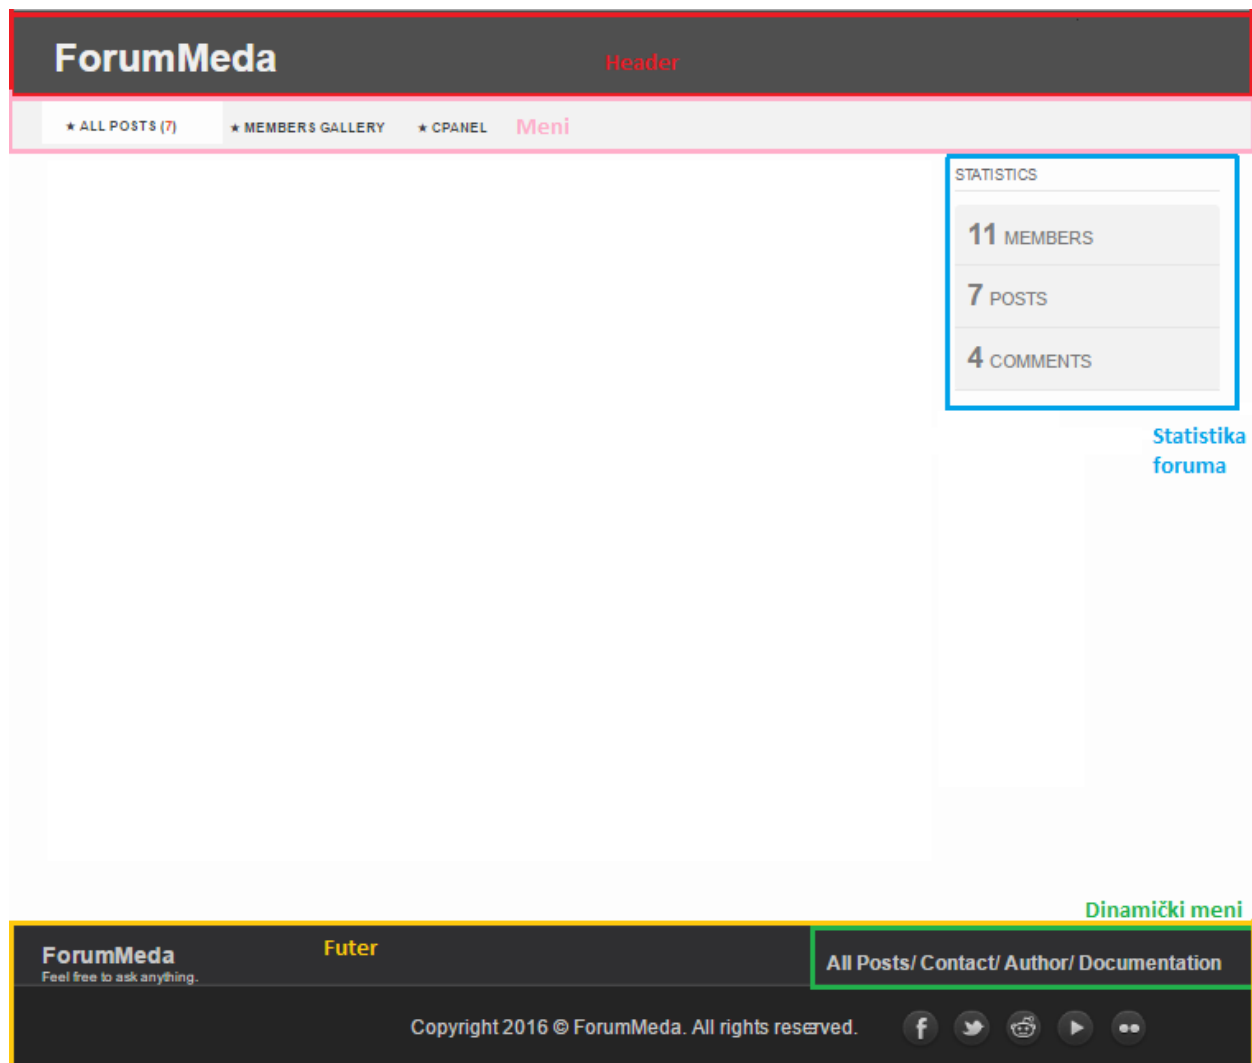 ForumMeda
Header
★ ALL POSTS (7) ★ MEMBERS GALLERY ★ CPANEL Meni
STATISTICS
11 MEMBERS
7 POSTS
4 COMMENTS
Statistika
foruma
Dinamički meni
ForumMeda
Futer
Feel free to ask anything.
All Posts/ Contact/ Author/ Documentation
Copyright 2016 © ForumMeda. All rights reserved.